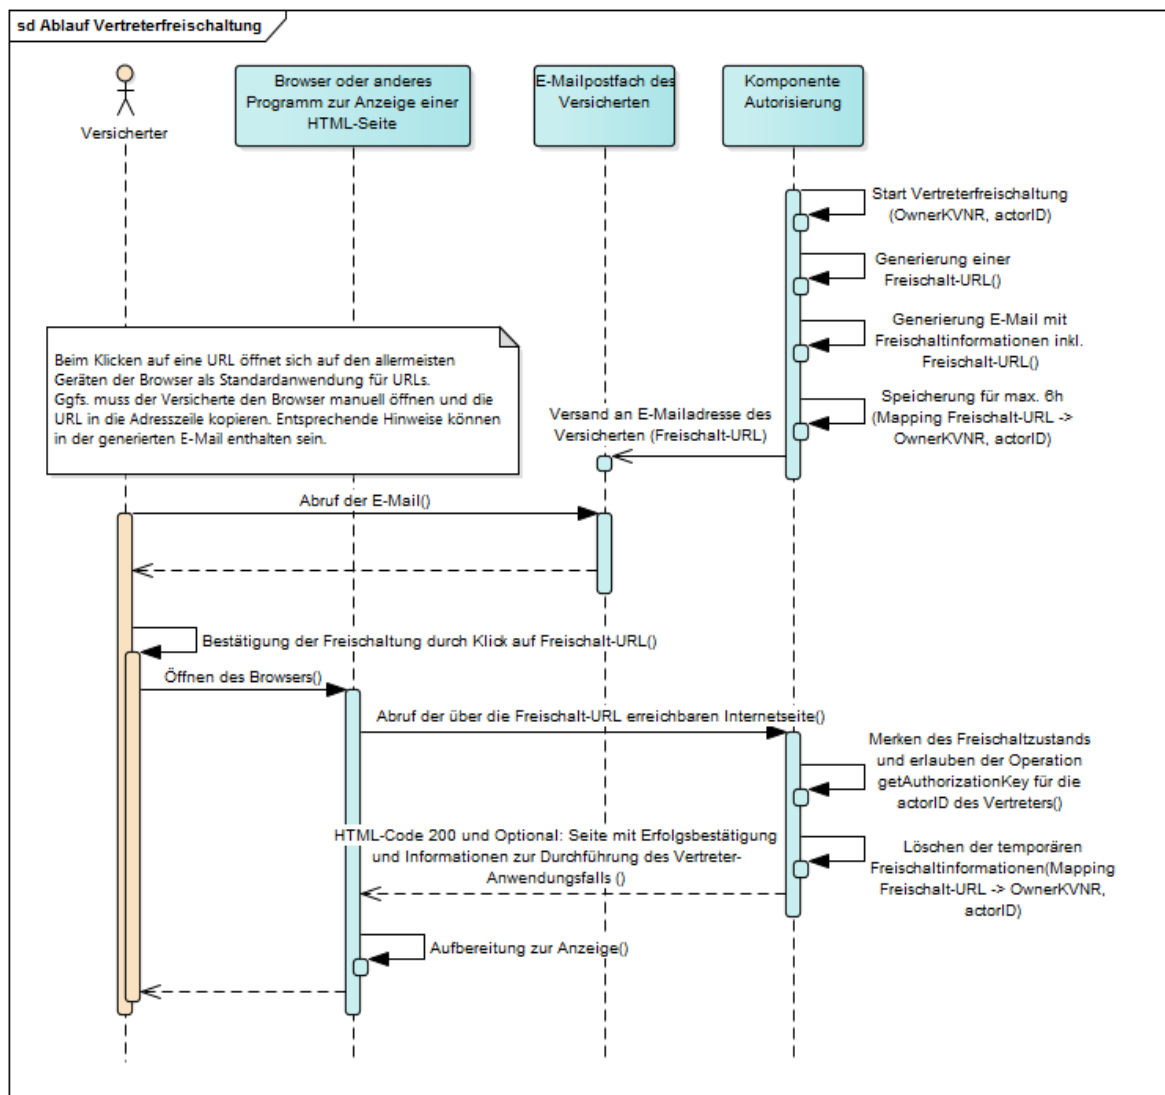 sd Ablauf Vertreterfreischaltung
Versicherter
Browser oder anderes
Programm zur Anzeige einer
HTML-Seite
E-Mailpostfach des
Versicherten
Komponente
Autorisierung
Start Vertreterfreischaltung
(OwnerKVNR, actorID)
Generierung einer
Freischalt-URL()
Generierung E-Mail mit
Freischaltinformationen inkl.
Freischalt-URL()
Beim Klicken auf eine URL öffnet sich auf den allermeisten
Geräten der Browser als Standardanwendung für URLs.
Ggfs. muss der Versicherte den Browser manuell öffnen und die
URL in die Adresszeile kopieren. Entsprechende Hinweise können
in der generierten E-Mail enthalten sein.
Speicherung für max. 6h
(Mapping Freischalt-URL ->
OwnerKVNR, actorID)
Versand an E-Mailadresse des
Versicherten (Freischalt-URL)
Abruf der E-Mail()
Bestätigung der Freischaltung durch Klick auf Freischalt-URL()
Öffnen des Browsers()
Abruf der über die Freischalt-URL erreichbaren Internetseite()
Merken des Freischaltzustands
und erlauben der Operation
getAuthorizationKey für die
actorID des Vertreters()
HTML-Code 200 und Optional: Seite mit Erfolgsbestätigung
und Informationen zur Durchführung des Vertreter-
Anwendungsfalls ()
Löschen der temporären
Freischaltinformationen(Mapping
Freischalt-URL -> OwnerKVNR,
actorID)
Aufbereitung zur Anzeige()